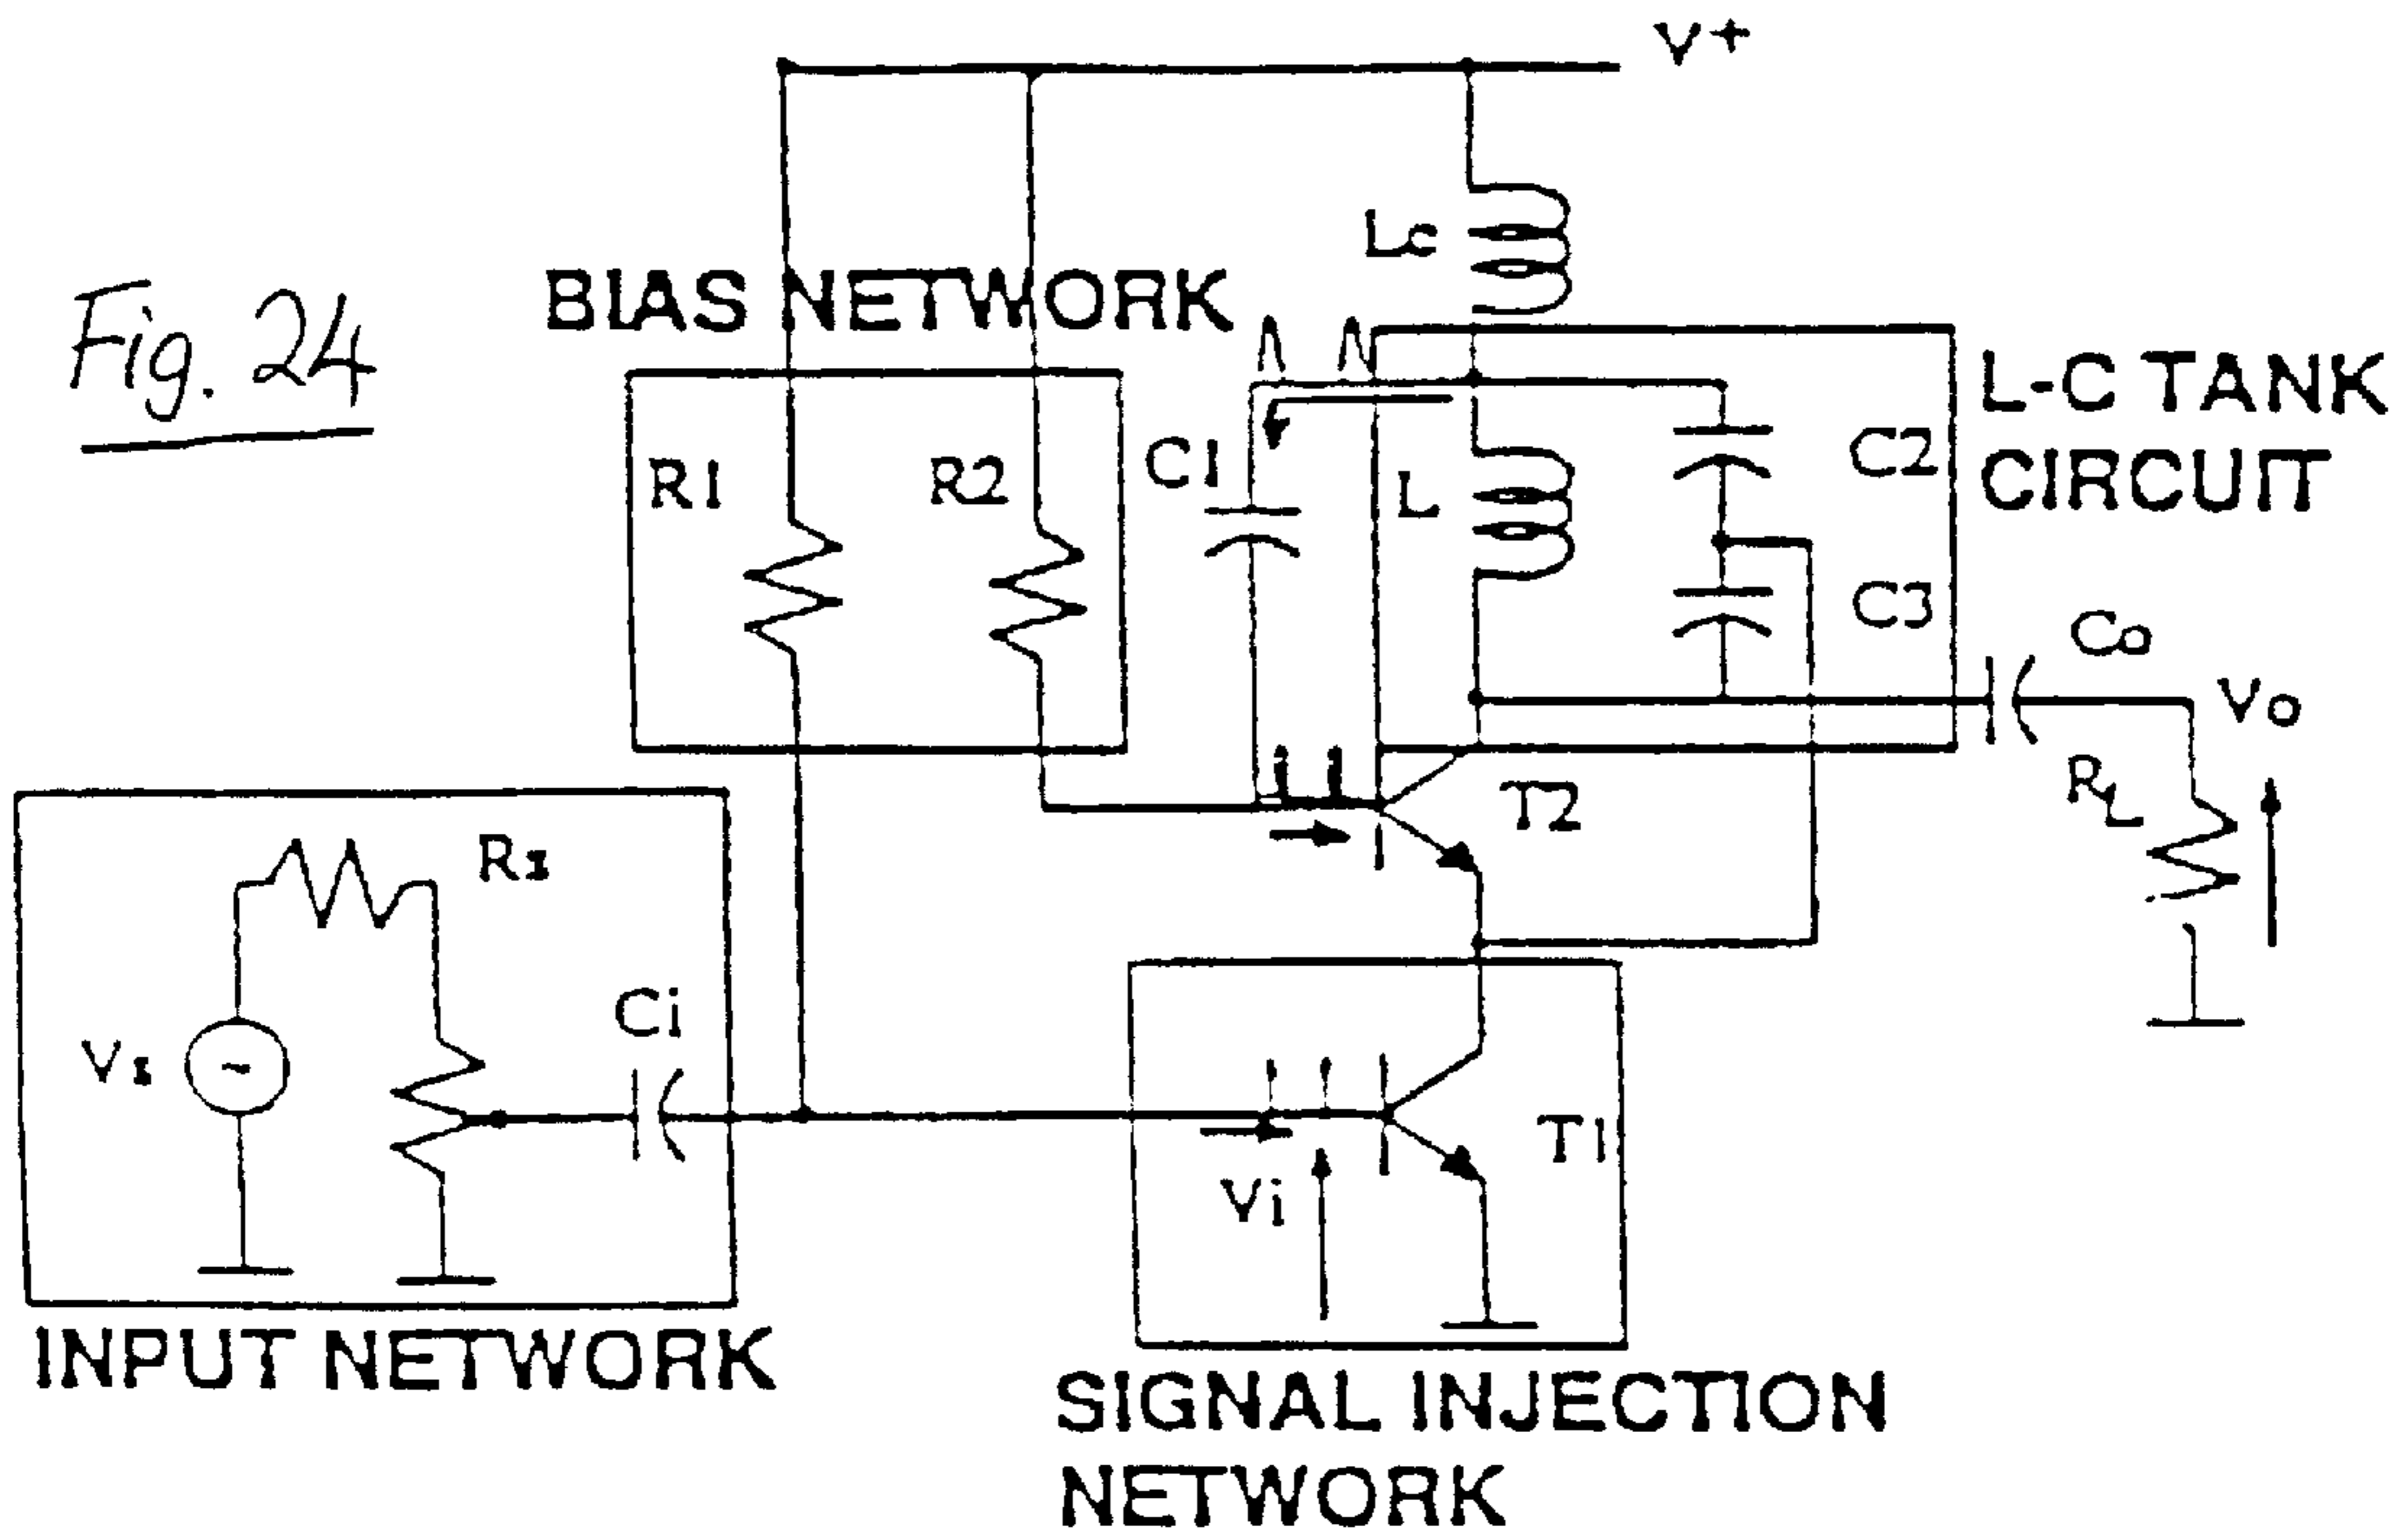 V+
Lc
Fig. 24
BIAS NETWORK
L-C TANK
CIRCUIT
R1
R2
C1
L
C2
C3
Co
Vo
RL
T2
Rs
Ci
Vs
Vi
T1
INPUT NETWORK
SIGNAL INJECTION
NETWORK